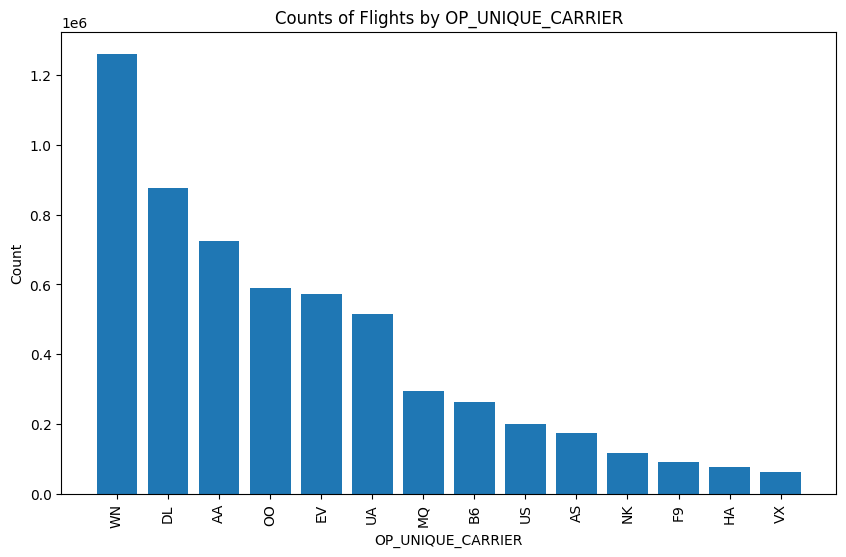 Counts of Flights by OP_UNIQUE_CARRIER
1e6
1.2
1.0
0.8
0.6
0.4
0.2
0.0
Count
WN DL AA OO EV UA MQ B6 US AS NK F9 HA VX
OP_UNIQUE_CARRIER